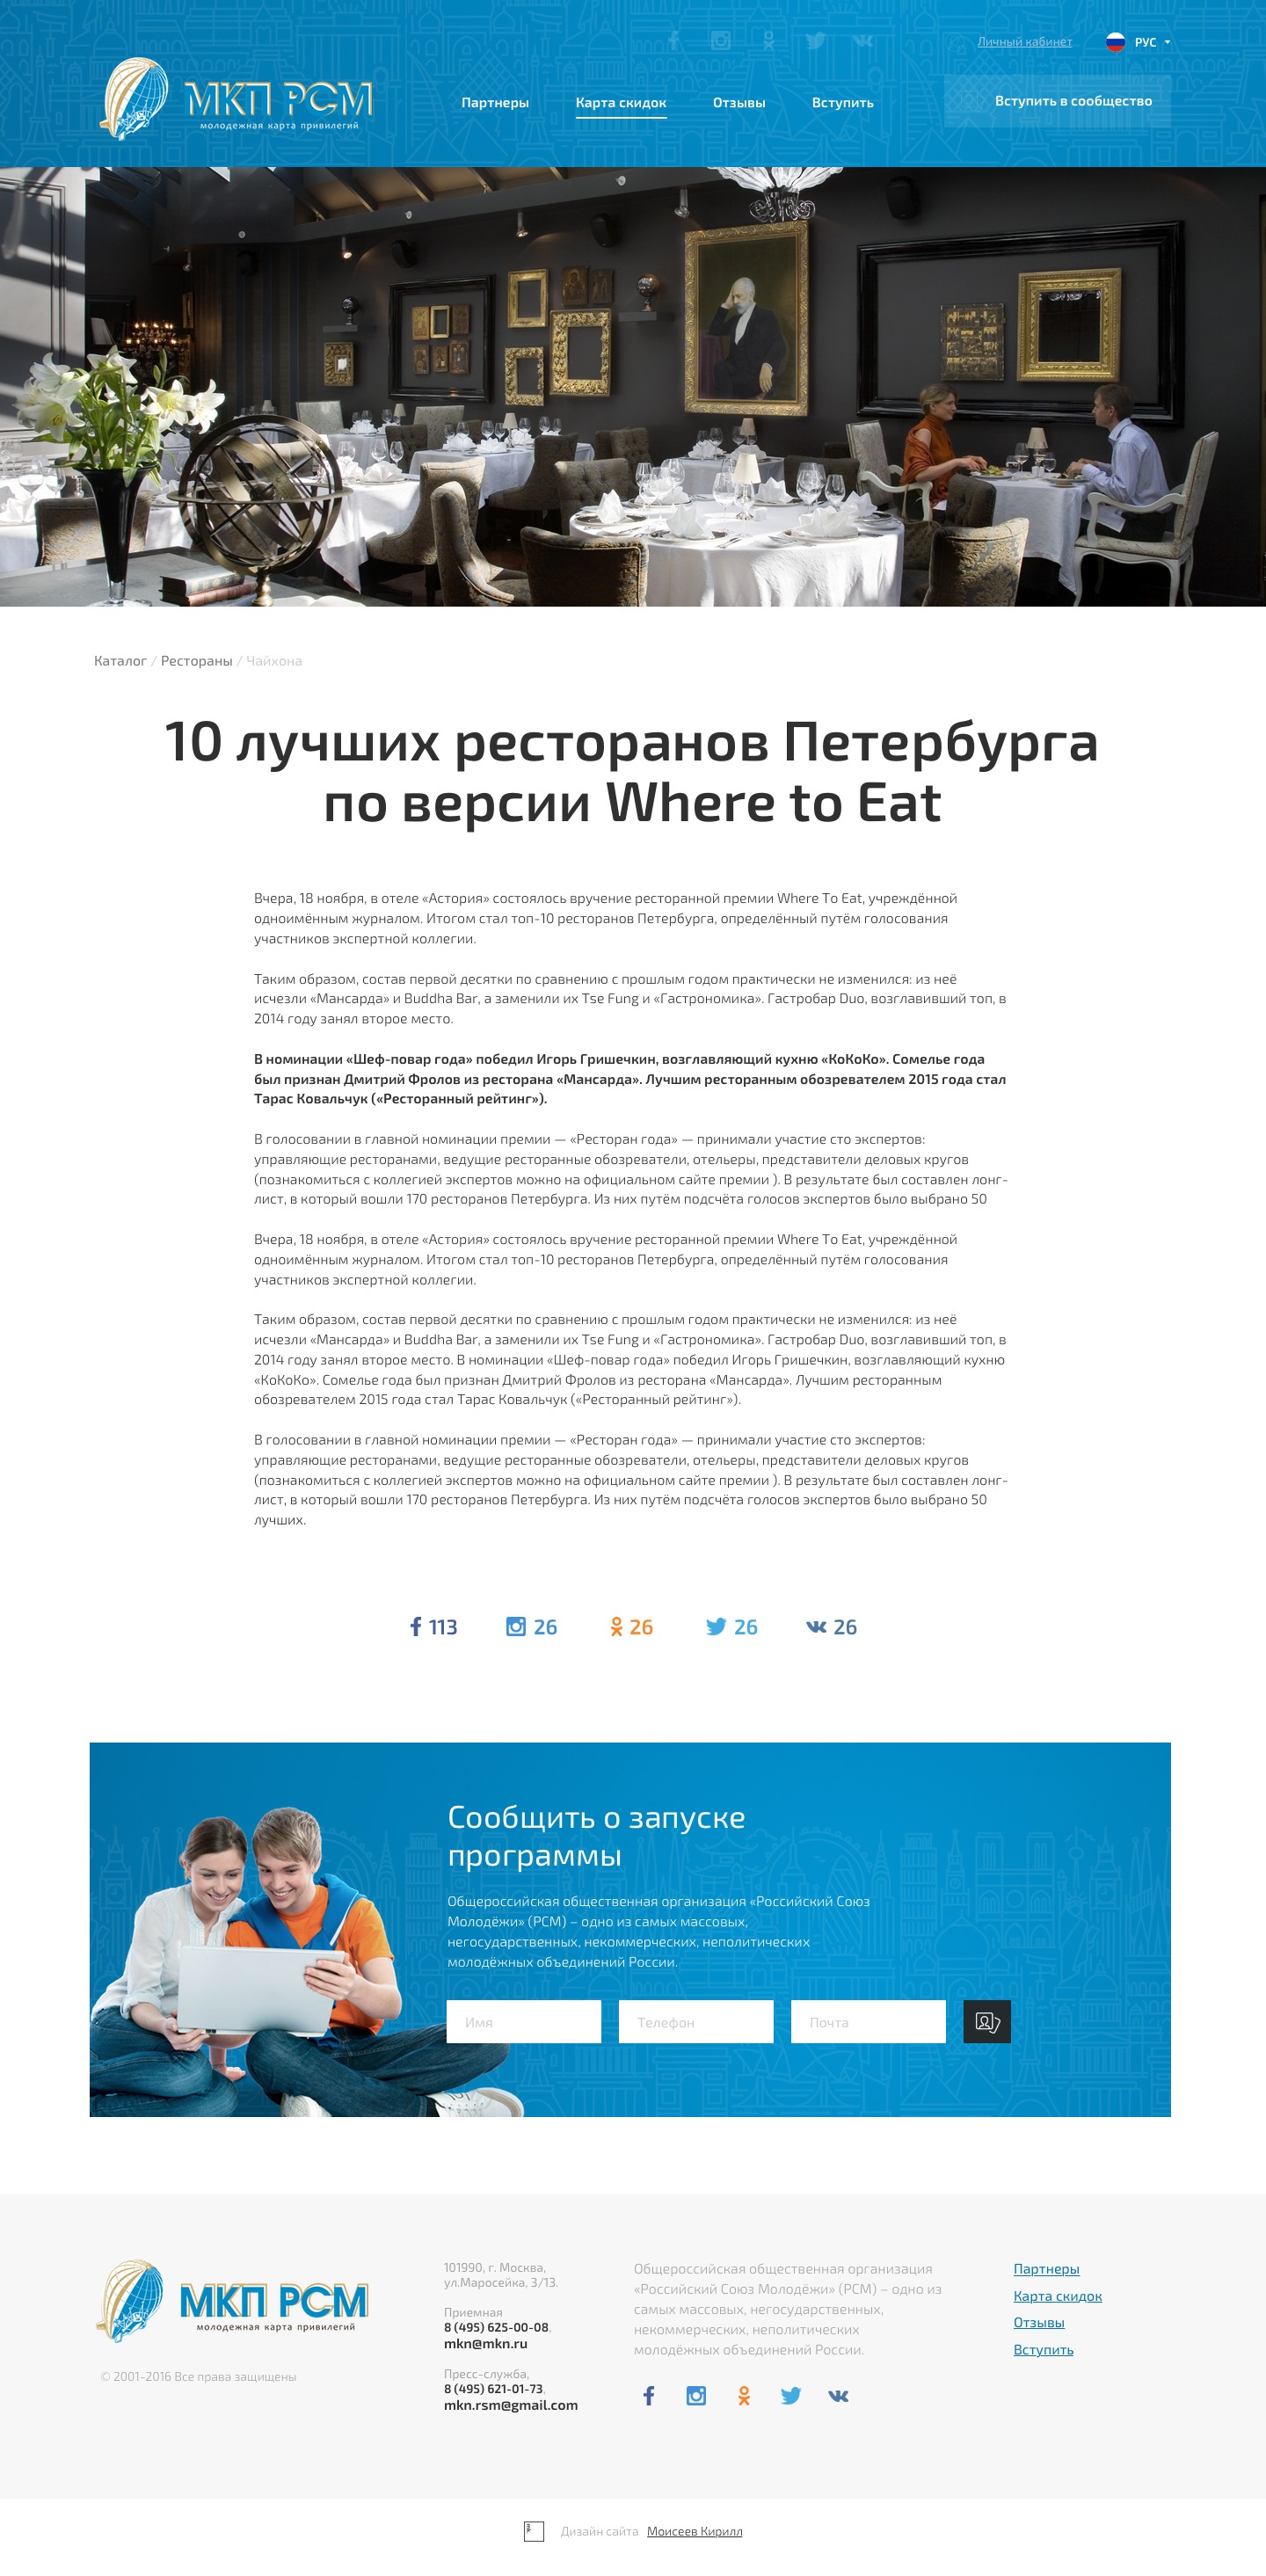 Личный кабинет
РУС
МКП РСМ
молодежная карта привилегий
Партнеры
Карта скидок
Отзывы
Вступить
Вступить в сообщество
Каталог / Рестораны / Чайхона
10 лучших ресторанов Петербурга
по версии Where to Eat
Вчера, 18 ноября, в отеле «Астория» состоялось вручение ресторанной премии Where To Eat, учреждённой
одноимённым журналом. Итогом стал топ-10 ресторанов Петербурга, определённый путём голосования
участников экспертной коллегии.
Таким образом, состав первой десятки по сравнению с прошлым годом практически не изменился: из неё
исчезли «Мансарда» и Buddha Bar, а заменили их Tse Fung и «Гастрономика». Гастробар Duo, возглавивший топ, в
2014 году занял второе место.
В номинации «Шеф-повар года» победил Игорь Гришечкин, возглавляющий кухню «КоКоКо». Сомелье года
был признан Дмитрий Фролов из ресторана «Мансарда». Лучшим ресторанным обозревателем 2015 года стал
Тарас Ковальчук («Ресторанный рейтинг»).
В голосовании в главной номинации премии — «Ресторан года» — принимали участие сто экспертов:
управляющие ресторанами, ведущие ресторанные обозреватели, отельеры, представители деловых кругов
(познакомиться с коллегией экспертов можно на официальном сайте премии ). В результате был составлен лонг-
лист, в который вошли 170 ресторанов Петербурга. Из них путём подсчёта голосов экспертов было выбрано 50
Вчера, 18 ноября, в отеле «Астория» состоялось вручение ресторанной премии Where To Eat, учреждённой
одноимённым журналом. Итогом стал топ-10 ресторанов Петербурга, определённый путём голосования
участников экспертной коллегии.
Таким образом, состав первой десятки по сравнению с прошлым годом практически не изменился: из неё
исчезли «Мансарда» и Buddha Bar, а заменили их Tse Fung и «Гастрономика». Гастробар Duo, возглавивший топ, в
2014 году занял второе место. В номинации «Шеф-повар года» победил Игорь Гришечкин, возглавляющий кухню
«КоКоКо». Сомелье года был признан Дмитрий Фролов из ресторана «Мансарда». Лучшим ресторанным
обозревателем 2015 года стал Тарас Ковальчук («Ресторанный рейтинг»).
В голосовании в главной номинации премии — «Ресторан года» — принимали участие сто экспертов:
управляющие ресторанами, ведущие ресторанные обозреватели, отельеры, представители деловых кругов
(познакомиться с коллегией экспертов можно на официальном сайте премии ). В результате был составлен лонг-
лист, в который вошли 170 ресторанов Петербурга. Из них путём подсчёта голосов экспертов было выбрано 50
лучших.
113 26 26 26 26
Сообщить о запуске
программы
Общероссийская общественная организация «Российский Союз
Молодёжи» (РСМ) – одно из самых массовых,
негосударственных, некоммерческих, неполитических
молодёжных объединений России.
Имя
Телефон
Почта
МКП РСМ
молодежная карта привилегий
© 2001-2016 Все права защищены
101990, г. Москва,
ул.Маросейка, 3/13.
Приемная
8 (495) 625-00-08.
mkn@mkn.ru
Пресс-служба,
8 (495) 621-01-73.
mkn.rsm@gmail.com
Общероссийская общественная организация
«Российский Союз Молодёжи» (РСМ) – одно из
самых массовых, негосударственных,
некоммерческих, неполитических
молодёжных объединений России.
Партнеры
Карта скидок
Отзывы
Вступить
Дизайн сайта Моисеев Кирилл